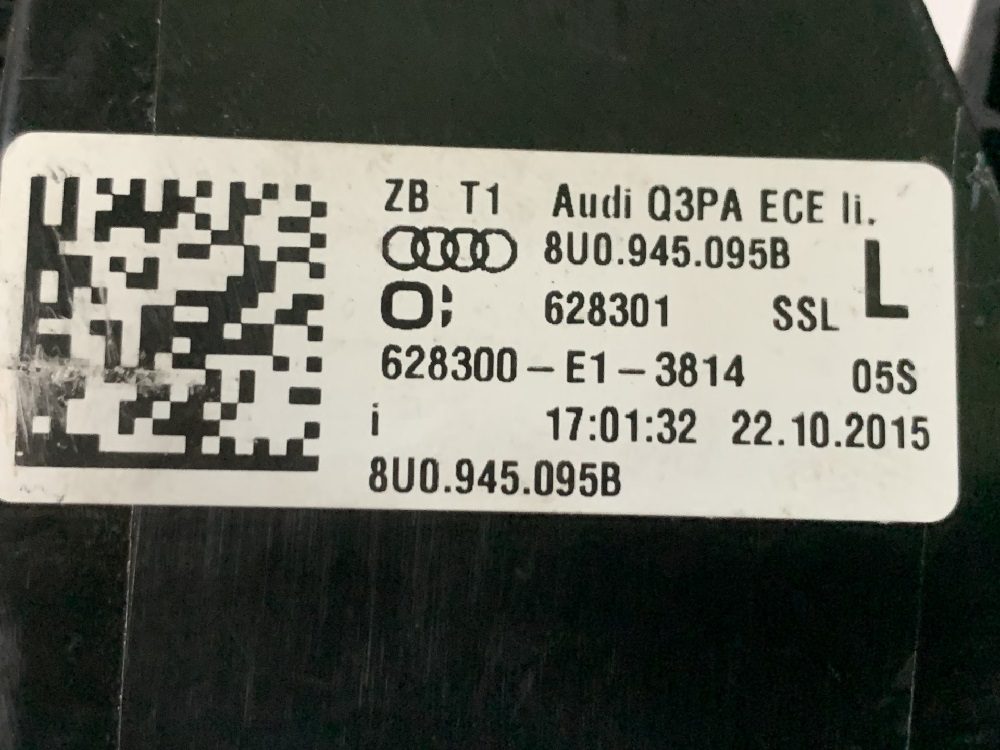 ZB T1 Audi Q3PA ECE li.
8U0.945.095B L
628301 SSL
628300-E1-3814 05S
i 17:01:32 22.10.2015
8U0.945.095B